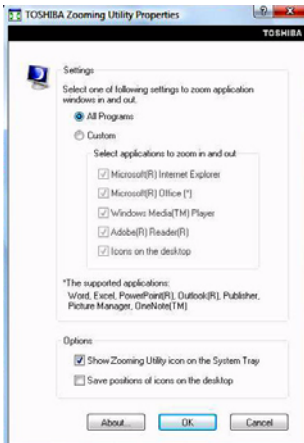 TOSHIBA Zooming Utility Properties
TOSHIBA
Settings
Select one of following settings to zoom application
windows in and out.
All Programs
Custom
Select applications to zoom in and out
Microsoft(R) Internet Explorer
Microsoft(R) Office (*)
Windows Media(TM) Player
Adobe(R) Reader(R)
Icons on the desktop
*The supported applications:
Word, Excel, PowerPoint(R), Outlook(R), Publisher,
Picture Manager, OneNote(TM)
Options
Show Zooming Utility icon on the System Tray
Save positions of icons on the desktop
About... OK Cancel